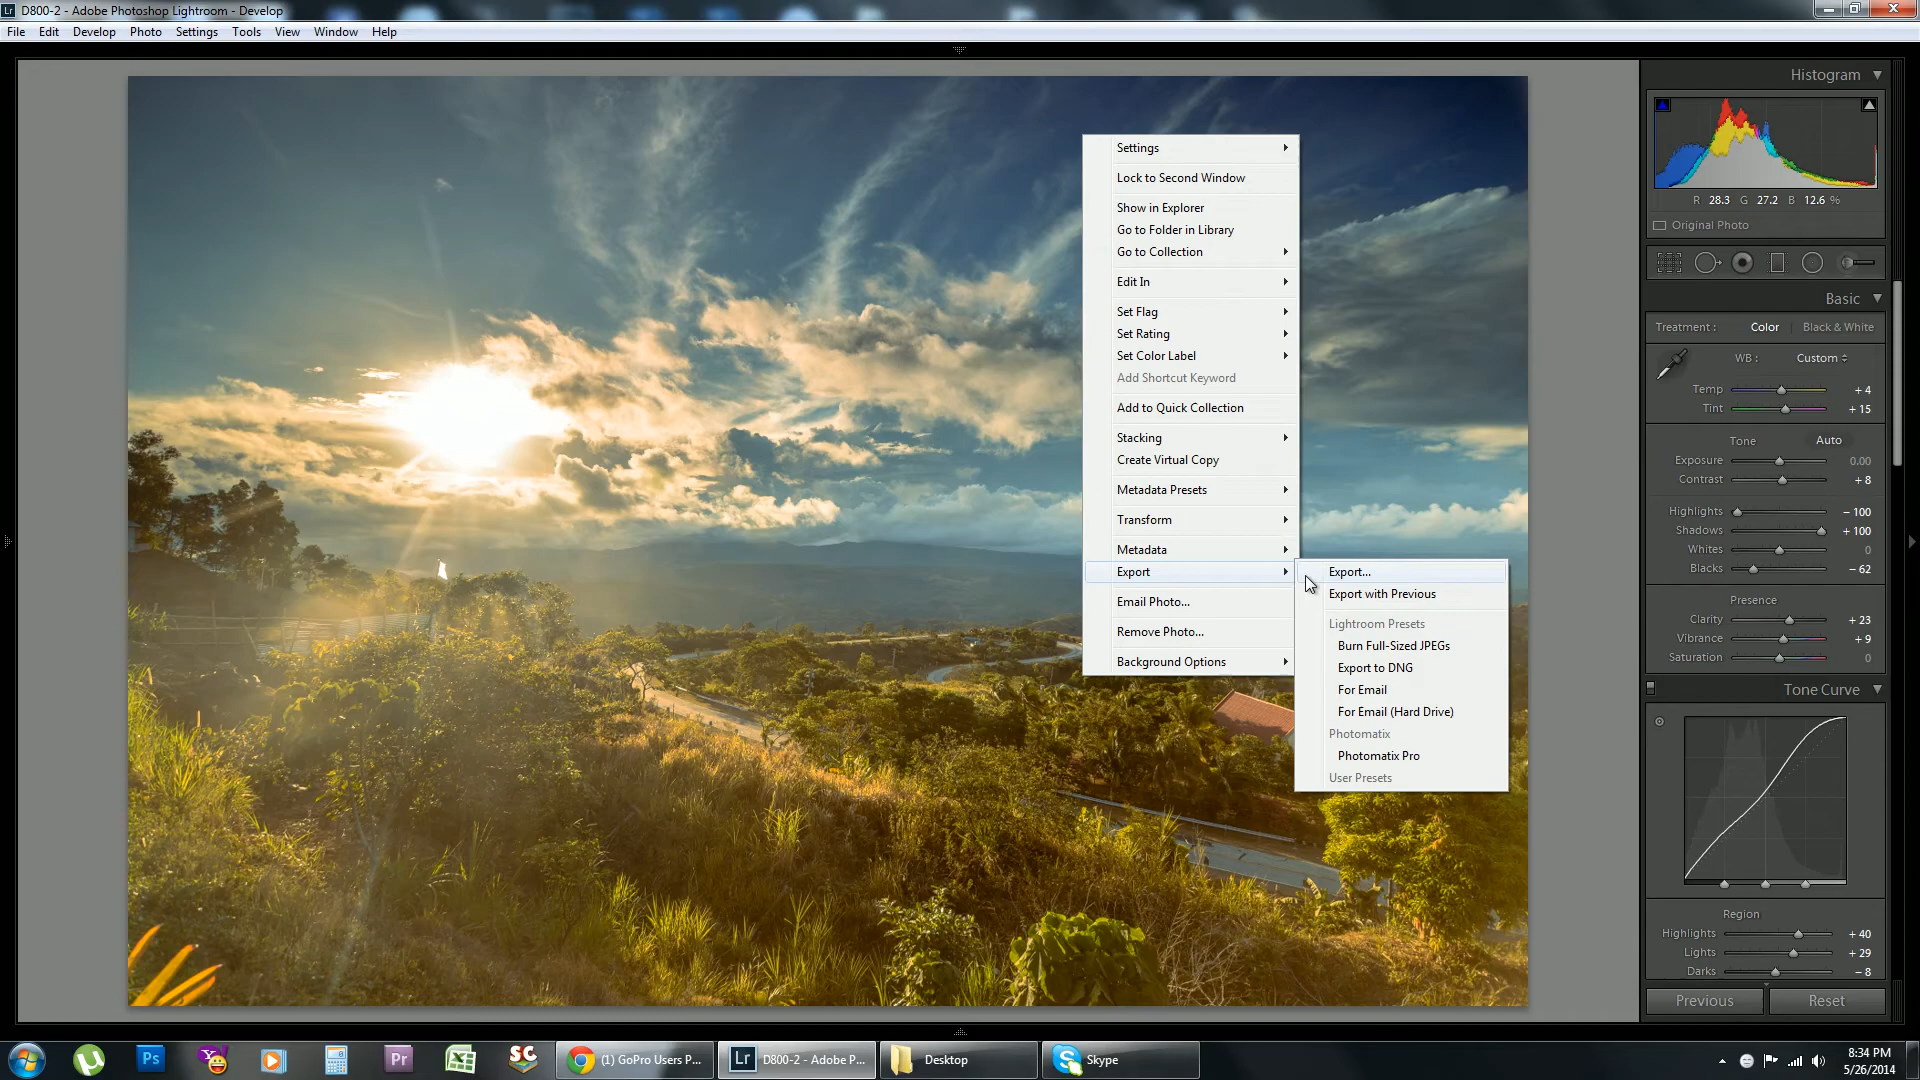 Lr D800-2 - Adobe Photoshop Lightroom - Develop
File Edit Develop Photo Settings Tools View Window Help
Settings
Lock to Second Window
Show in Explorer
Go to Folder in Library
Go to Collection
Edit In
Set Flag
Set Rating
Set Color Label
Add Shortcut Keyword
Add to Quick Collection
Stacking
Create Virtual Copy
Metadata Presets
Transform
Metadata
Export
Email Photo...
Remove Photo...
Background Options
Export...
Export with Previous
Lightroom Presets
Burn Full-Sized JPEGs
Export to DNG
For Email
For Email (Hard Drive)
Photomatix
Photomatix Pro
User Presets
Histogram
R 28.3 G 27.2 B 12.6 %
Original Photo
Basic
Treatment : Color Black & White
WB : Custom
Temp + 4
Tint + 15
Tone Auto
Exposure 0.00
Contrast + 8
Highlights − 100
Shadows + 100
Whites 0
Blacks − 62
Presence
Clarity + 23
Vibrance + 9
Saturation 0
Tone Curve
Region
Highlights + 40
Lights + 29
Darks − 8
Previous Reset
Ps
Pr
SC
(1) GoPro Users P...
Lr D800-2 - Adobe P...
Desktop
Skype
8:34 PM
5/26/2014